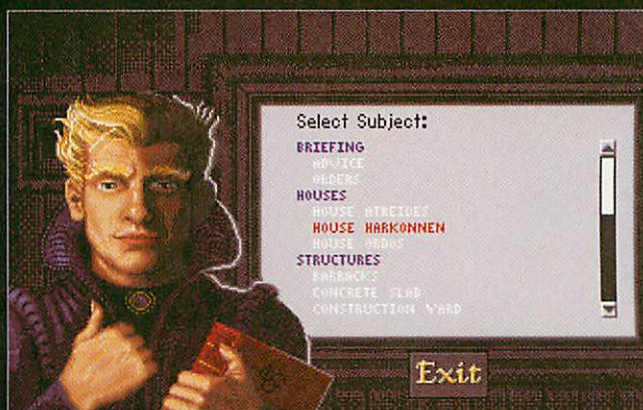 Select Subject:
BRIEFING
ADVICE
ORDERS
HOUSES
HOUSE ATREIDES
HOUSE HARKONNEN
HOUSE ORDOS
STRUCTURES
BARRACKS
CONCRETE SLAB
CONSTRUCTION YARD
Exit